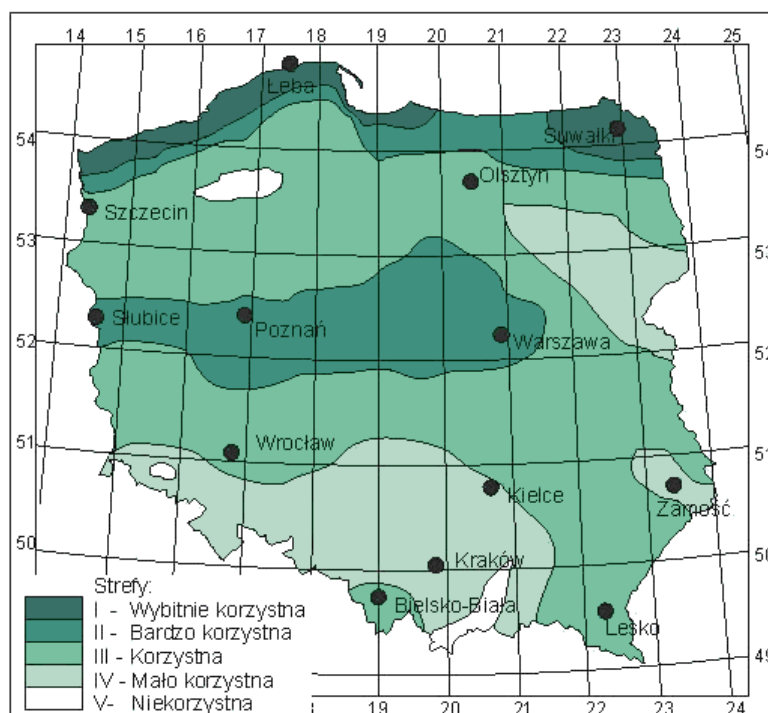 14 15 16 17 18 19 20 21 22 23 24 25
Łeba
54
Suwałki
54
Olsztyn
Szczecin
53
53
Słubice
Poznań
Warszawa
52
52
Wrocław
51
51
Kielce
Zamość
50
50
Kraków
Bielsko-Biała
Lesko
Strefy:
I - Wybitnie korzystna
II - Bardzo korzystna
III - Korzystna
IV - Mało korzystna
V- Niekorzystna
49
19 20 21 22 23 24